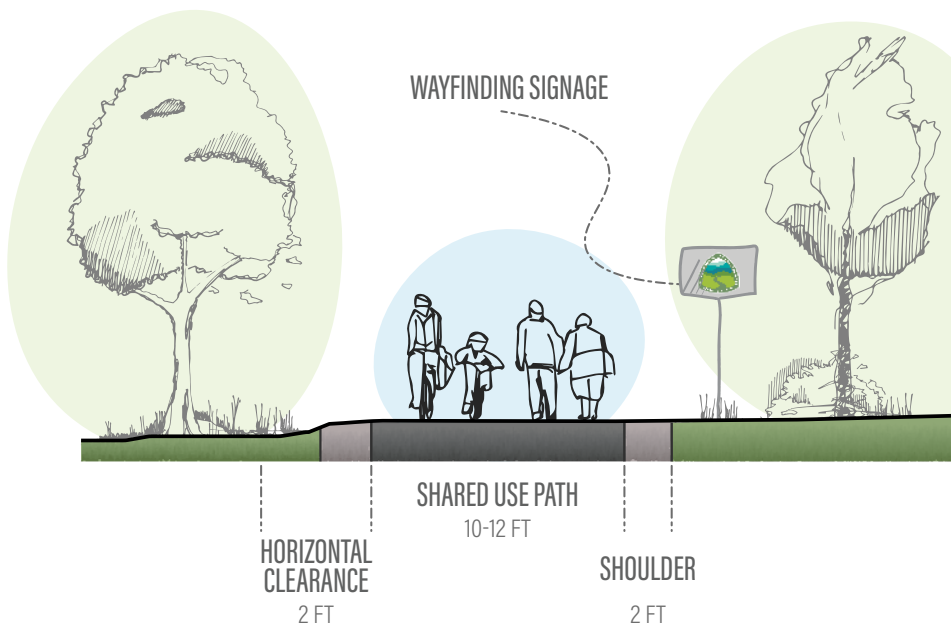 WAYFINDING SIGNAGE
SHARED USE PATH
10-12 FT
HORIZONTAL
CLEARANCE
2 FT
SHOULDER
2 FT